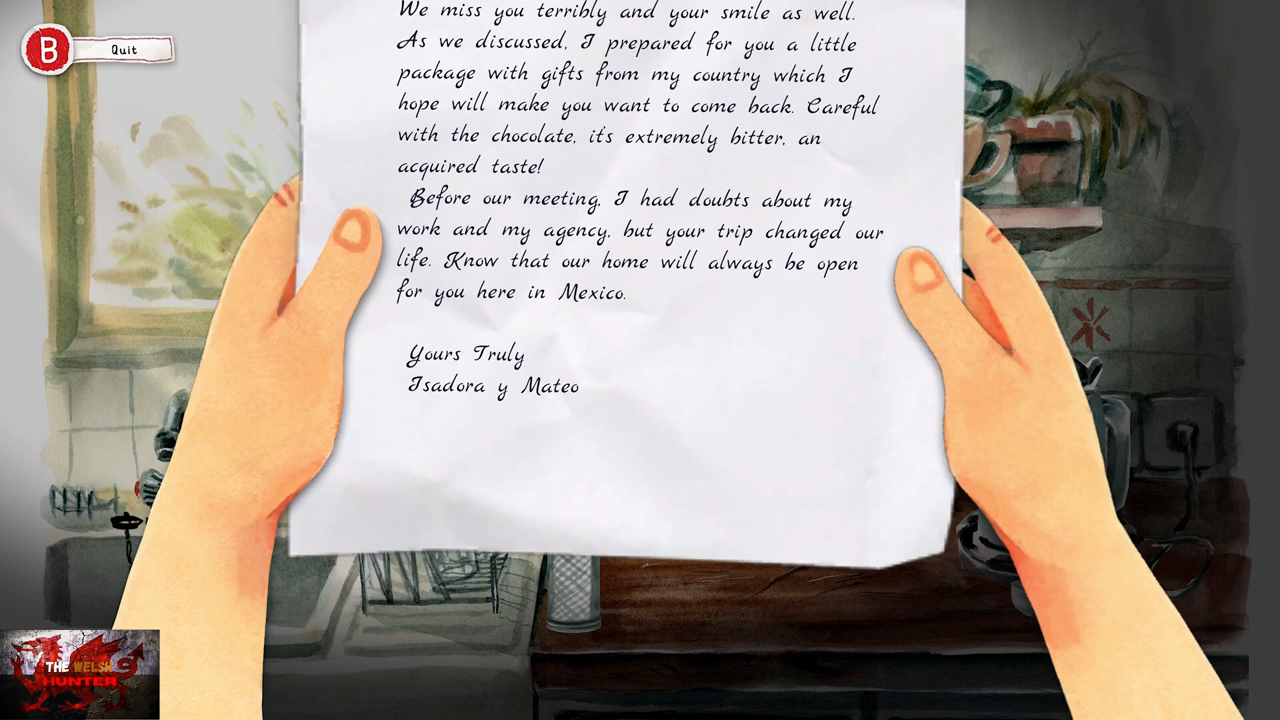 B Quit
We miss you terribly and your smile as well.
As we discussed, I prepared for you a little
package with gifts from my country which I
hope will make you want to come back. Careful
with the chocolate, it's extremely bitter, an
acquired taste!
Before our meeting, I had doubts about my
work and my agency, but your trip changed our
life. Know that our home will always be open
for you here in Mexico.
Yours Truly
Isadora y Mateo
THE WELSH
HUNTER